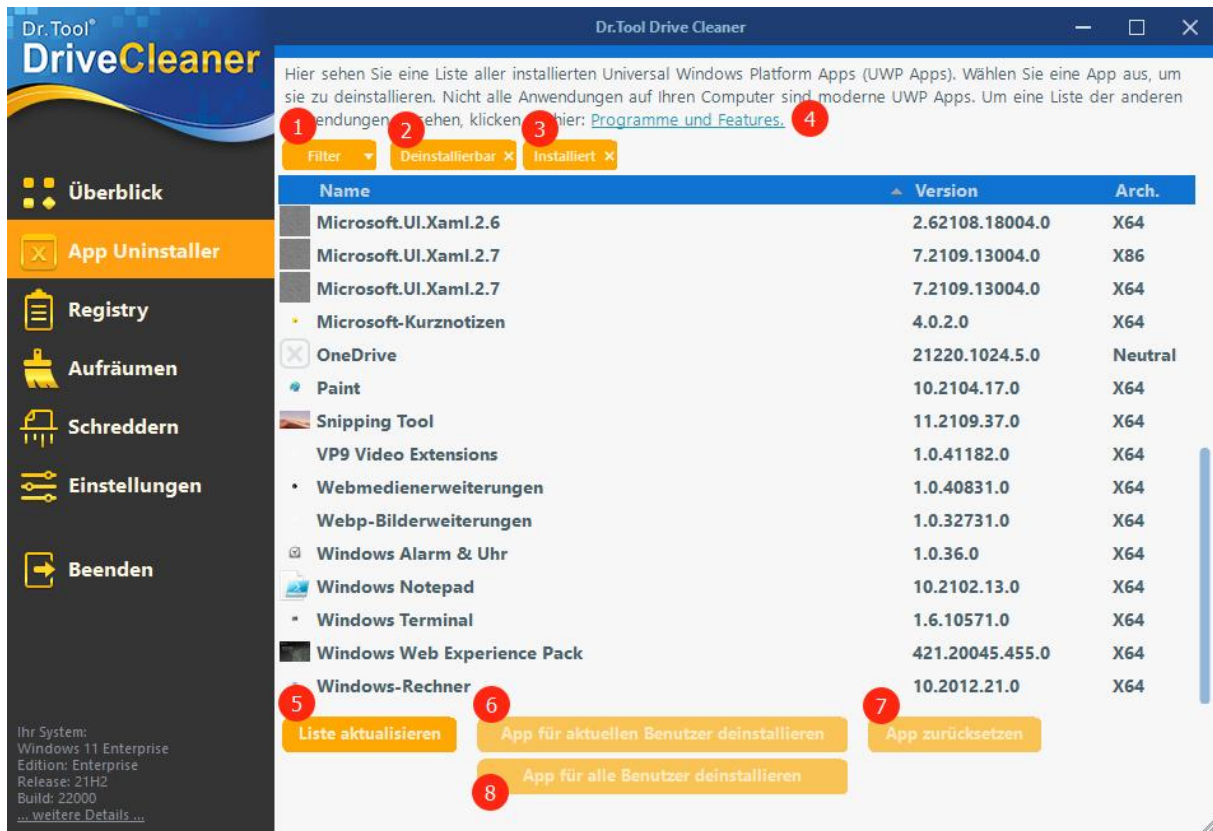 Dr.Tool®
DriveCleaner
Dr.Tool Drive Cleaner
Hier sehen Sie eine Liste aller installierten Universal Windows Platform Apps (UWP Apps). Wählen Sie eine App aus, um
sie zu deinstallieren. Nicht alle Anwendungen auf Ihren Computer sind moderne UWP Apps. Um eine Liste der anderen
endungen sehen, klicken hier: Programme und Features. 4
1 2 3
Filter Deinstallierbar × Installiert ×
Überblick
App Uninstaller
Registry
Aufräumen
Schreddern
Einstellungen
Beenden
Name Version Arch.
Microsoft.UI.Xaml.2.6 2.62108.18004.0 X64
Microsoft.UI.Xaml.2.7 7.2109.13004.0 X86
Microsoft.UI.Xaml.2.7 7.2109.13004.0 X64
Microsoft-Kurznotizen 4.0.2.0 X64
OneDrive 21220.1024.5.0 Neutral
Paint 10.2104.17.0 X64
Snipping Tool 11.2109.37.0 X64
VP9 Video Extensions 1.0.41182.0 X64
Webmedienerweiterungen 1.0.40831.0 X64
Webp-Bilderweiterungen 1.0.32731.0 X64
Windows Alarm & Uhr 1.0.36.0 X64
Windows Notepad 10.2102.13.0 X64
Windows Terminal 1.6.10571.0 X64
Windows Web Experience Pack 421.20045.455.0 X64
Windows-Rechner 10.2012.21.0 X64
5 6 7
Liste aktualisieren App für aktuellen Benutzer deinstallieren App zurücksetzen
App für alle Benutzer deinstallieren
8
Ihr System:
Windows 11 Enterprise
Edition: Enterprise
Release: 21H2
Build: 22000
... weitere Details ...